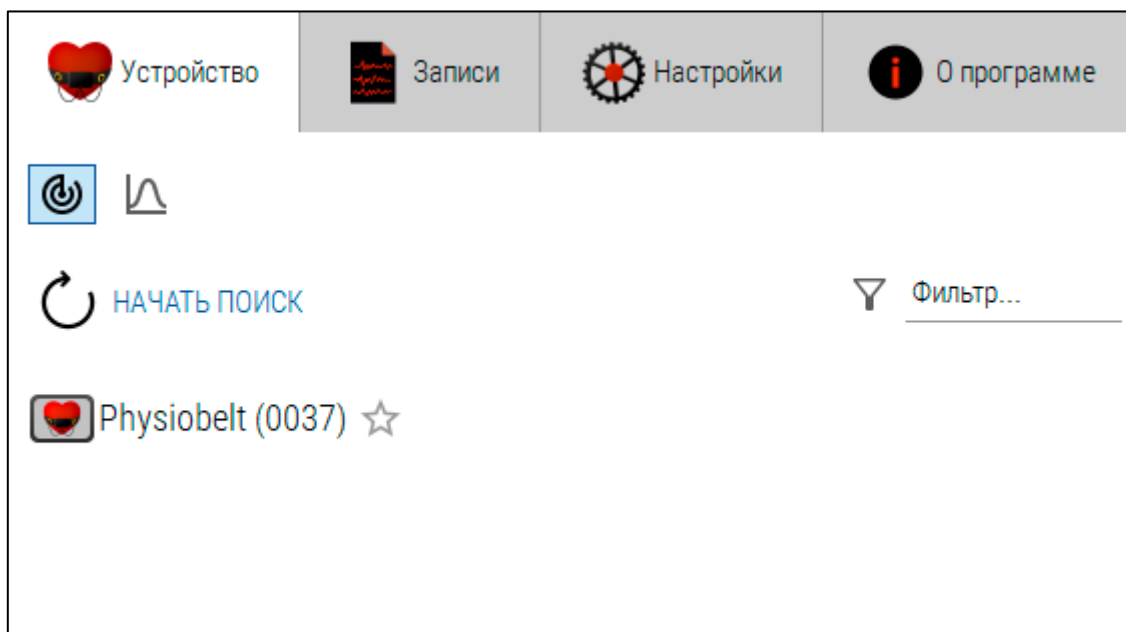 Устройство
Записи
Настройки
О программе
НАЧАТЬ ПОИСК
Фильтр...
Physiobelt (0037)